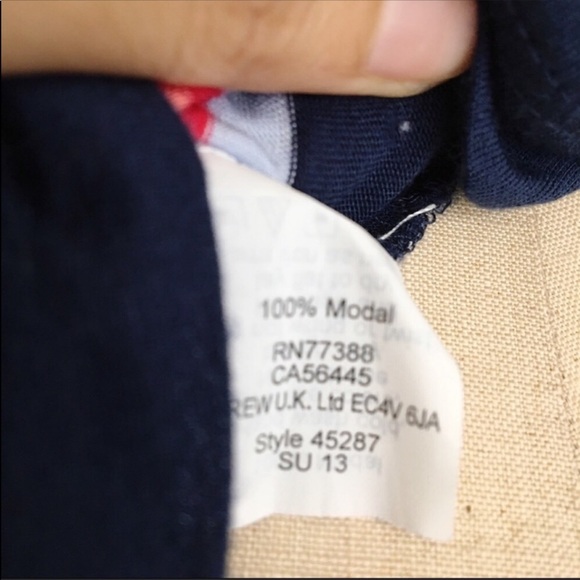 100% Modal
RN77388
CA56445
REW U.K. Ltd EC4V 6JA
Style 45287
SU 13